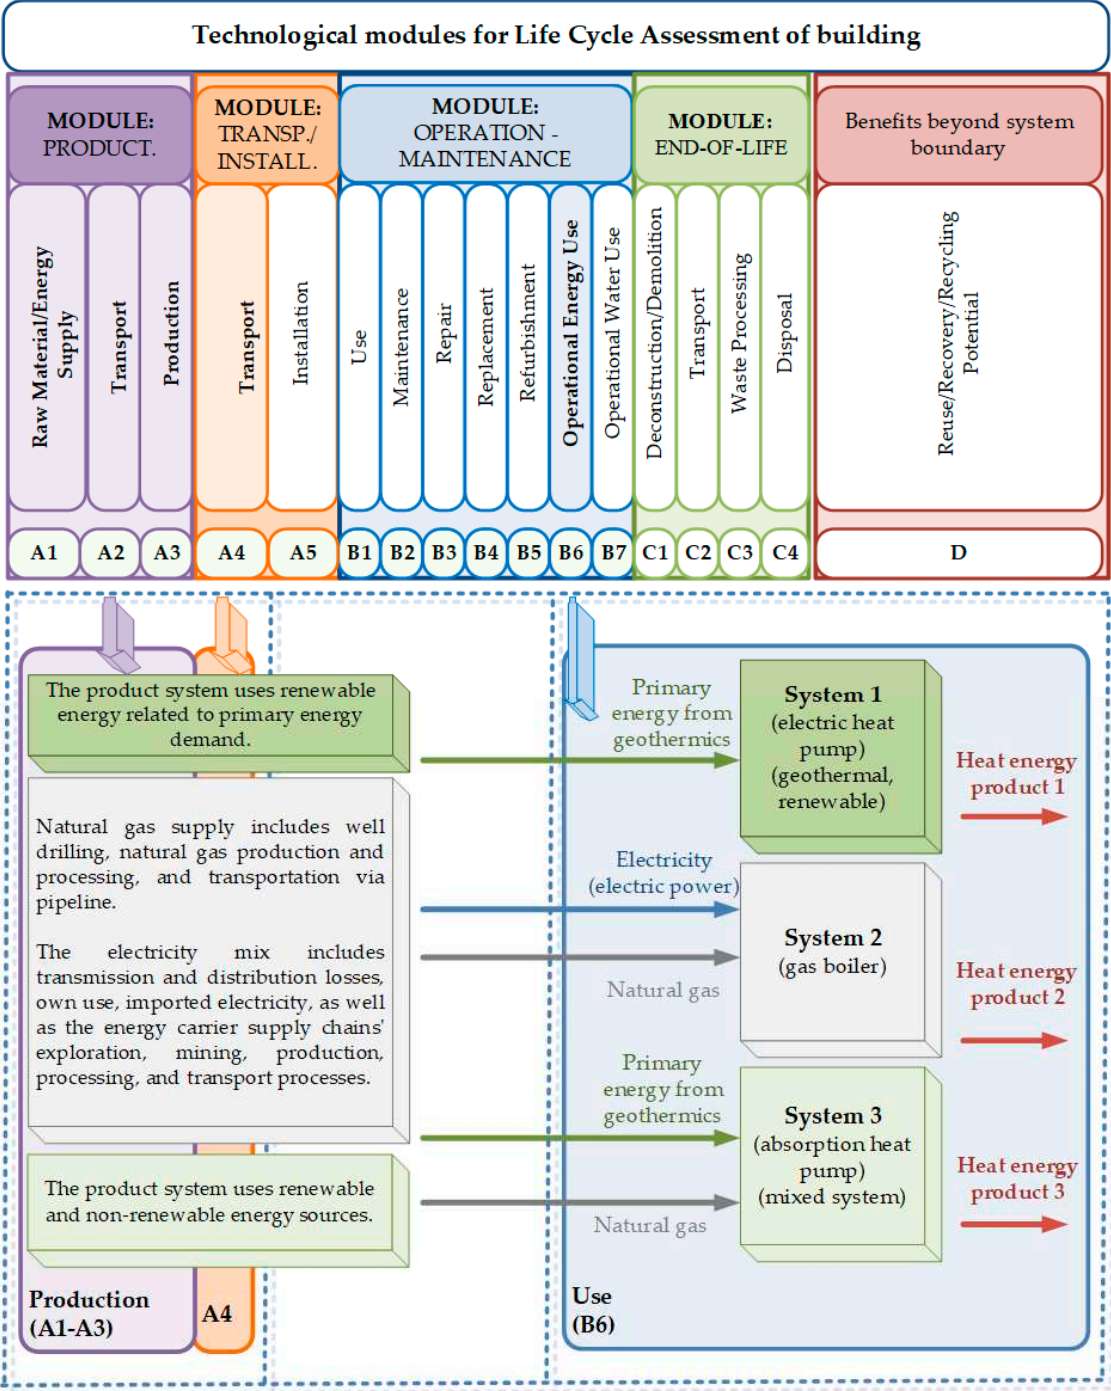 Technological modules for Life Cycle Assessment of building
MODULE:
PRODUCT.
MODULE:
TRANSP./
INSTALL.
MODULE:
OPERATION -
MAINTENANCE
MODULE:
END-OF-LIFE
Benefits beyond system
boundary
Raw Material/Energy
Supply
Transport
Production
Transport
Installation
Use
Maintenance
Repair
Replacement
Refurbishment
Operational Energy Use
Operational Water Use
Deconstruction/Demolition
Transport
Waste Processing
Disposal
Reuse/Recovery/Recycling
Potential
A1
A2
A3
A4
A5
B1
B2
B3
B4
B5
B6
B7
C1
C2
C3
C4
D
The product system uses renewable
energy related to primary energy
demand.
Natural gas supply includes well
drilling, natural gas production and
processing, and transportation via
pipeline.
The electricity mix includes
transmission and distribution losses,
own use, imported electricity, as well
as the energy carrier supply chains'
exploration, mining, production,
processing, and transport processes.
The product system uses renewable
and non-renewable energy sources.
Production
(A1-A3)
A4
Primary
energy from
geothermics
Electricity
(electric power)
Natural gas
Primary
energy from
geothermics
Natural gas
System 1
(electric heat
pump)
(geothermal,
renewable)
System 2
(gas boiler)
System 3
(absorption heat
pump)
(mixed system)
Heat energy
product 1
Heat energy
product 2
Heat energy
product 3
Use
(B6)